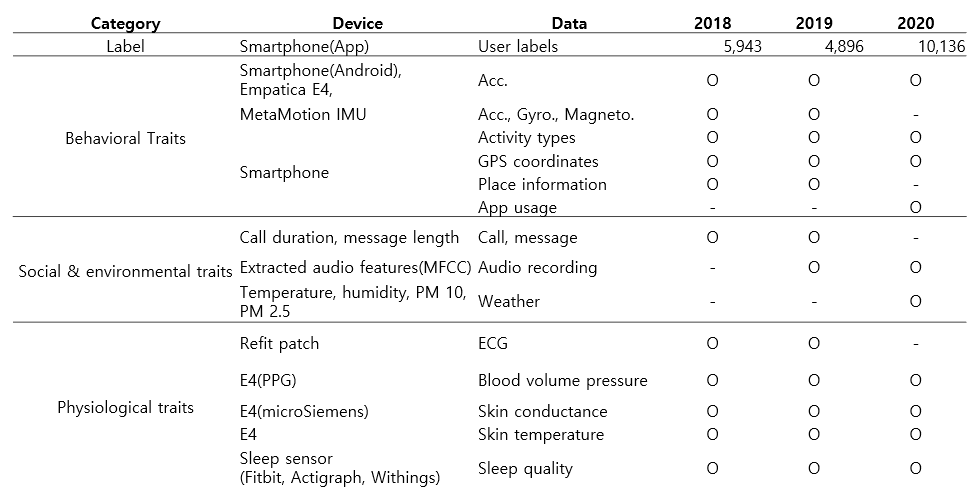 Category Device Data 2018 2019 2020
Label Smartphone(App) User labels 5,943 4,896 10,136
Smartphone(Android),
Empatica E4, Acc. O O O
MetaMotion IMU Acc., Gyro., Magneto. O O -
Behavioral Traits Activity types O O O
GPS coordinates O O O
Smartphone
Place information O O -
App usage - - O
Call duration, message length Call, message O O -
Social & environmental traits Extracted audio features(MFCC) Audio recording - O O
Temperature, humidity, PM 10,
PM 2.5 Weather - - O
Refit patch ECG O O -
E4(PPG) Blood volume pressure O O O
Physiological traits
E4(microSiemens) Skin conductance O O O
E4 Skin temperature O O O
Sleep sensor
(Fitbit, Actigraph, Withings) Sleep quality O O O